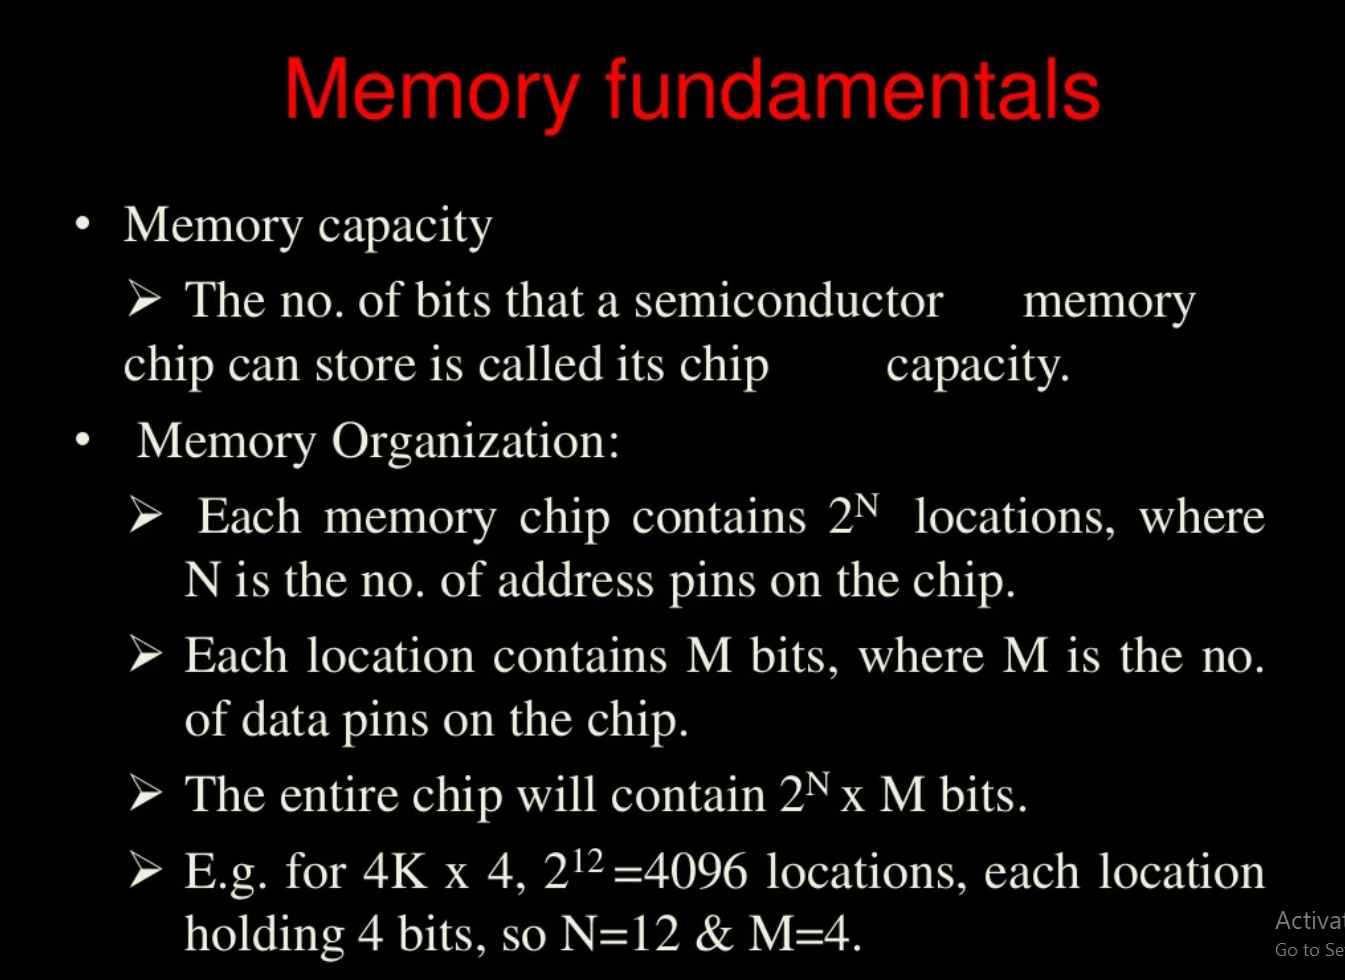 Memory fundamentals
• Memory capacity
➢ The no. of bits that a semiconductor memory
chip can store is called its chip capacity.
• Memory Organization:
➢ Each memory chip contains 2ᴺ locations, where
N is the no. of address pins on the chip.
➢ Each location contains M bits, where M is the no.
of data pins on the chip.
➢ The entire chip will contain 2ᴺ x M bits.
➢ E.g. for 4K x 4, 2¹² =4096 locations, each location
holding 4 bits, so N=12 & M=4.
Activat
Go to Se